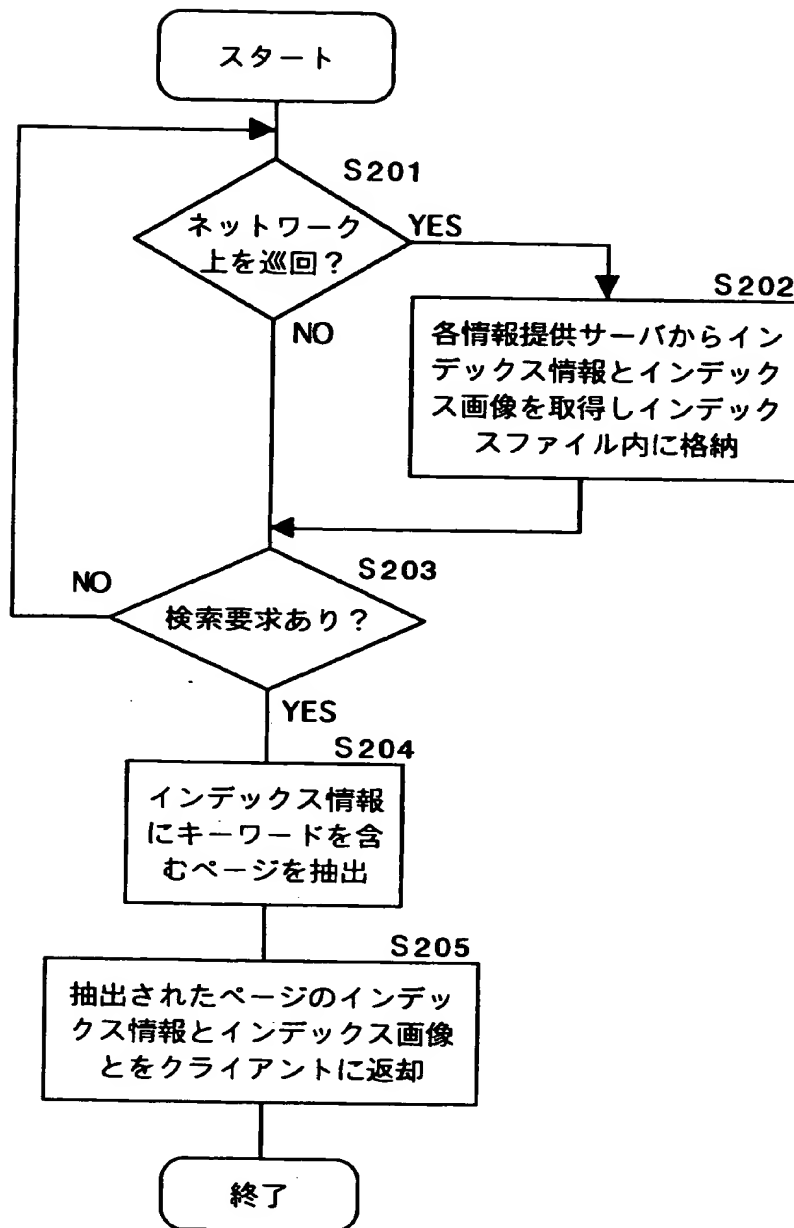 スタート
S201
ネットワーク
上を巡回?
YES
NO
S202
各情報提供サーバからイン
デックス情報とインデック
ス画像を取得しインデック
スファイル内に格納
S203
検索要求あり?
NO
YES
S204
インデックス情報
にキーワードを含
むページを抽出
S205
抽出されたページのインデッ
クス情報とインデックス画像
とをクライアントに返却
終了